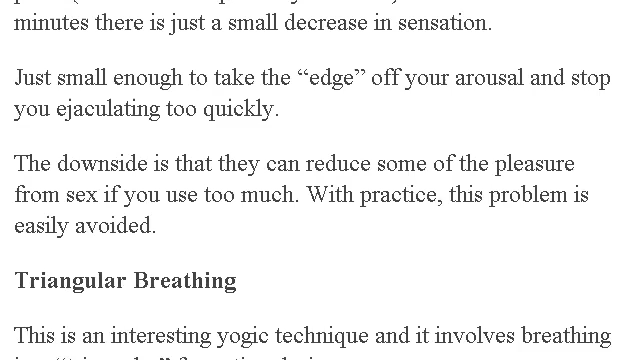 minutes there is just a small decrease in sensation.
Just small enough to take the “edge” off your arousal and stop
you ejaculating too quickly.
The downside is that they can reduce some of the pleasure
from sex if you use too much. With practice, this problem is
easily avoided.
Triangular Breathing
This is an interesting yogic technique and it involves breathing